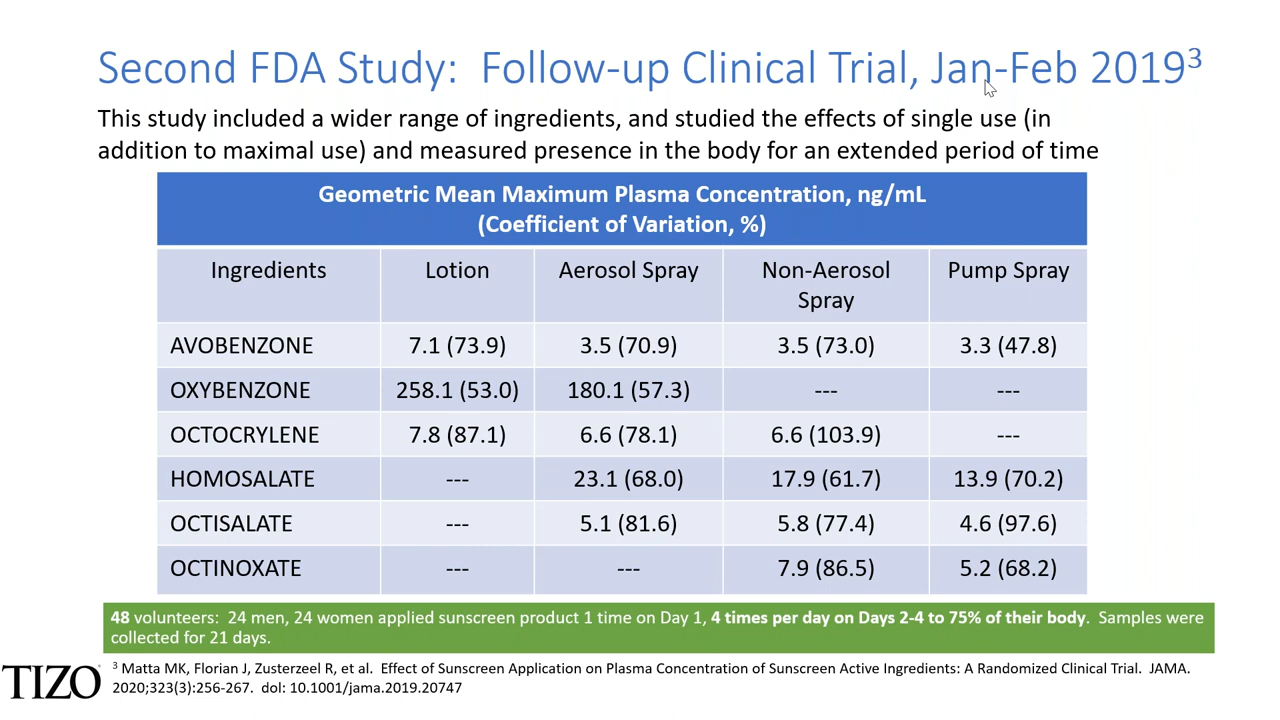 Second FDA Study: Follow-up Clinical Trial, Jan-Feb 2019³
This study included a wider range of ingredients, and studied the effects of single use (in
addition to maximal use) and measured presence in the body for an extended period of time
Geometric Mean Maximum Plasma Concentration, ng/mL
(Coefficient of Variation, %)
Ingredients Lotion Aerosol Spray Non-Aerosol Spray Pump Spray
AVOBENZONE 7.1 (73.9) 3.5 (70.9) 3.5 (73.0) 3.3 (47.8)
OXYBENZONE 258.1 (53.0) 180.1 (57.3) --- ---
OCTOCRYLENE 7.8 (87.1) 6.6 (78.1) 6.6 (103.9) ---
HOMOSALATE --- 23.1 (68.0) 17.9 (61.7) 13.9 (70.2)
OCTISALATE --- 5.1 (81.6) 5.8 (77.4) 4.6 (97.6)
OCTINOXATE --- --- 7.9 (86.5) 5.2 (68.2)
48 volunteers: 24 men, 24 women applied sunscreen product 1 time on Day 1, 4 times per day on Days 2-4 to 75% of their body. Samples were
collected for 21 days.
TIZO
³ Matta MK, Florian J, Zusterzeel R, et al. Effect of Sunscreen Application on Plasma Concentration of Sunscreen Active Ingredients: A Randomized Clinical Trial. JAMA.
2020;323(3):256-267. doI: 10.1001/jama.2019.20747